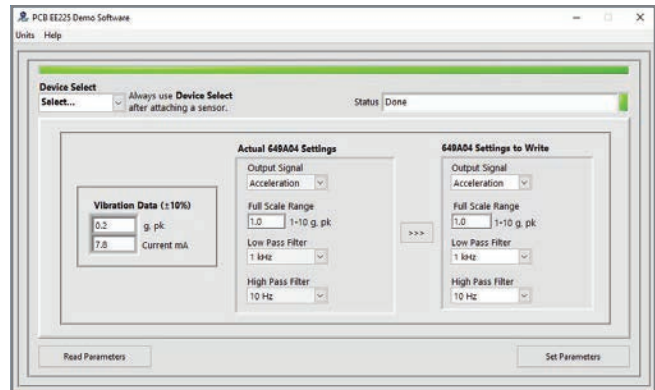 PCB EE225 Demo Software
Units Help
Device Select
Select...
Always use Device Select
after attaching a sensor.
Status Done
Vibration Data (±10%)
0.2 g, pk
7.8 Current mA
Actual 649A04 Settings
Output Signal
Acceleration
Full Scale Range
1.0 1-10 g, pk
Low Pass Filter
1 kHz
High Pass Filter
10 Hz
>>>
649A04 Settings to Write
Output Signal
Acceleration
Full Scale Range
1.0 1-10 g, pk
Low Pass Filter
1 kHz
High Pass Filter
10 Hz
Read Parameters
Set Parameters